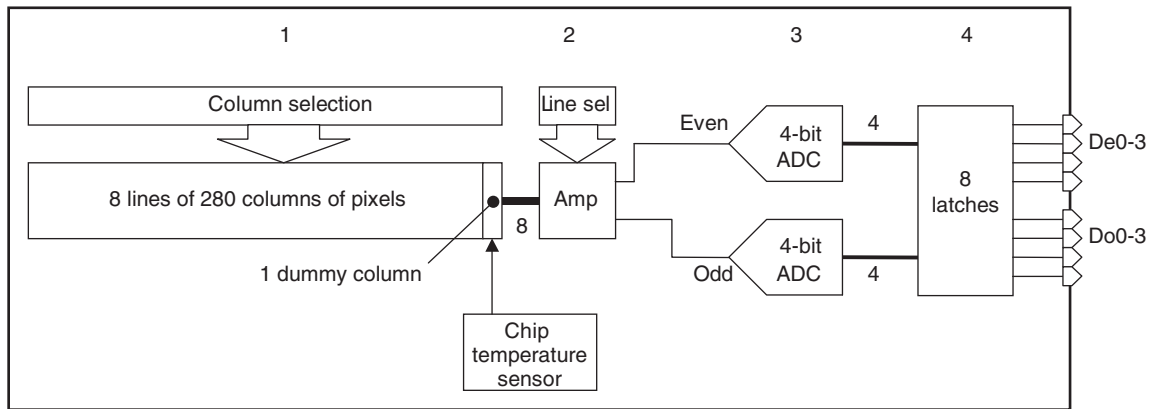 1 2 3 4
Column selection
Line sel
8 lines of 280 columns of pixels
8
Amp
Even
4-bit
ADC
4
8
latches
De0-3
Odd
4-bit
ADC
4
Do0-3
1 dummy column
Chip
temperature
sensor